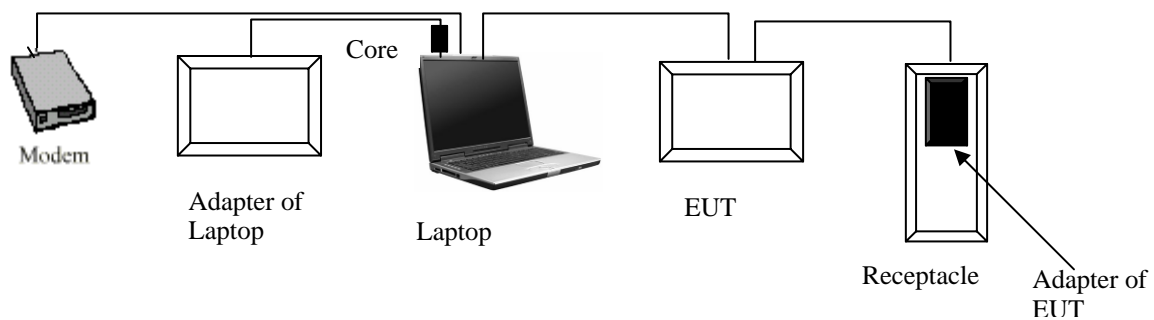 Core
Modem
Adapter of
Laptop
Laptop
EUT
Receptacle
Adapter of
EUT